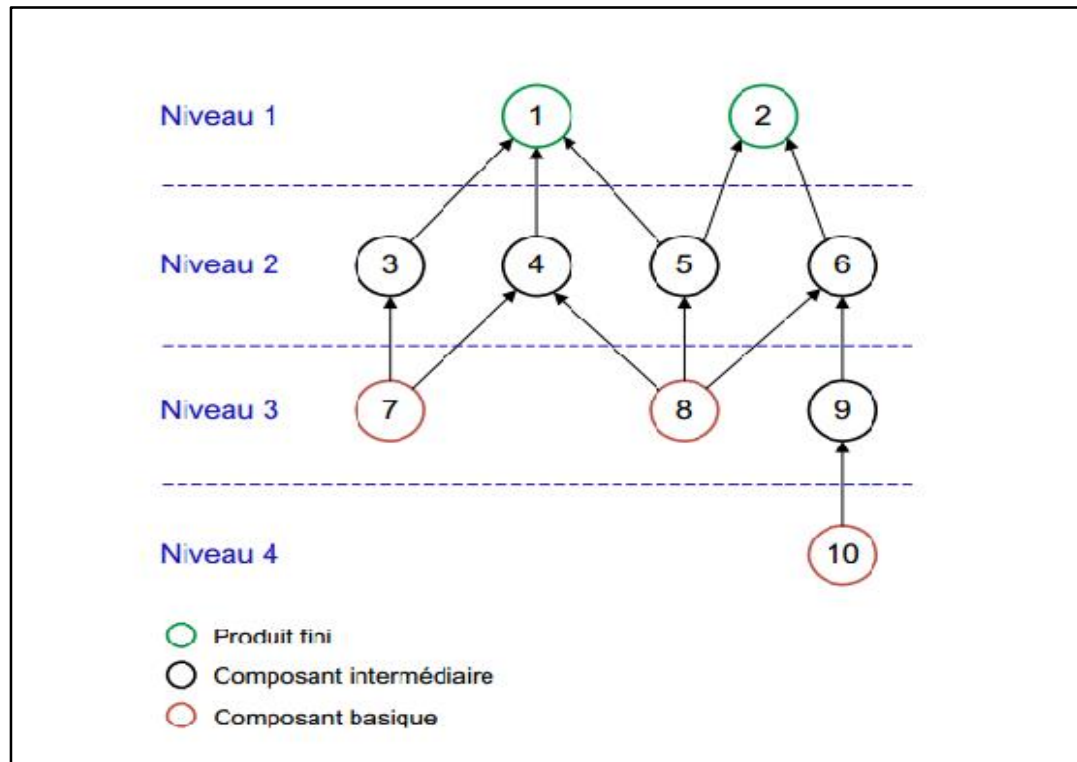 Niveau 1
1 2
Niveau 2
3 4 5 6
Niveau 3
7 8 9
Niveau 4
10
Produit fini
Composant intermédiaire
Composant basique